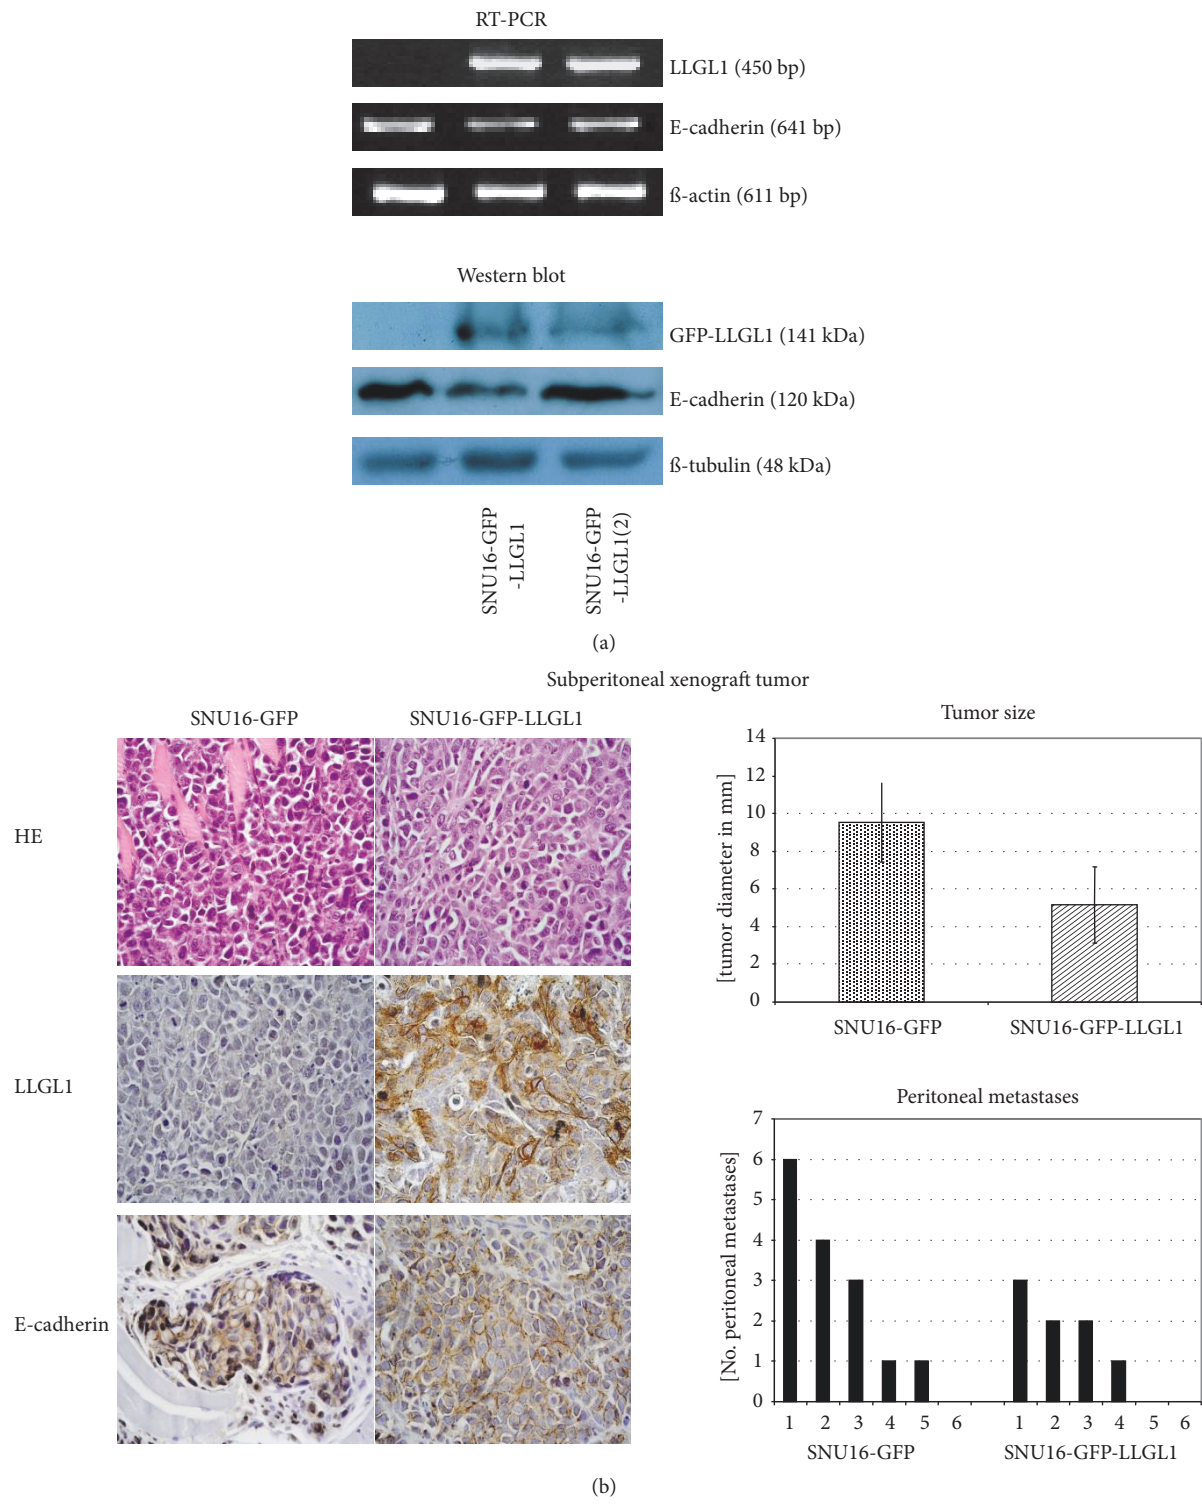 RT-PCR
LLGL1 (450 bp)
E-cadherin (641 bp)
ß-actin (611 bp)
Western blot
GFP-LLGL1 (141 kDa)
E-cadherin (120 kDa)
ß-tubulin (48 kDa)
SNU16-GFP
-LLGL1
SNU16-GFP
-LLGL1(2)
(a)
Subperitoneal xenograft tumor
SNU16-GFP
SNU16-GFP-LLGL1
HE
LLGL1
E-cadherin
Tumor size
[tumor diameter in mm]
14
12
10
8
6
4
2
0
SNU16-GFP
SNU16-GFP-LLGL1
Peritoneal metastases
[No. peritoneal metastases]
7
6
5
4
3
2
1
0
1 2 3 4 5 6 1 2 3 4 5 6
SNU16-GFP
SNU16-GFP-LLGL1
(b)